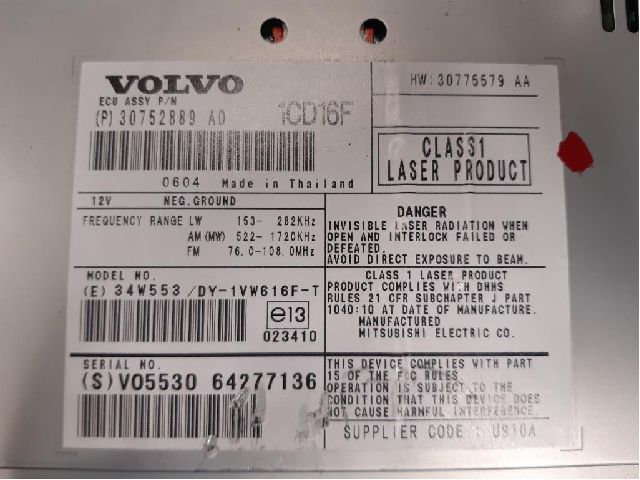 VOLVO
ECU ASSY P/N
(P) 30752889 AD
1CD16F
0604 Made in Thailand
HW: 30775579 AA
CLASS1
LASER PRODUCT
12V NEG.GROUND
FREQUENCY RANGE LW 153- 282KHz
AM(MW) 522- 1720KHz
FM 76.0-108.0MHz
DANGER
INVISIBLE LASER RADIATION WHEN
OPEN AND INTERLOCK FAILED OR
DEFEATED.
AVOID DIRECT EXPOSURE TO BEAM.
MODEL NO.
(E) 34W553 /DY-1VW616F-T
e13
023410
CLASS 1 LASER PRODUCT
PRODUCT COMPLIES WITH DHHS
RULES 21 CFR SUBCHAPTER J PART
1040:10 AT DATE OF MANUFACTURE.
MANUFACTURED
MITSUBISHI ELECTRIC CO.
SERIAL NO.
(S) VO5530 64277136
THIS DEVICE COMPLIES WITH PART
15 OF THE FCC RULES
OPERATION IS SUBJECT TO THE
CONDITION THAT THIS DEVICE DOES
NOT CAUSE HARMFUL INTERFERENCE.
SUPPLIER CODE : U910A